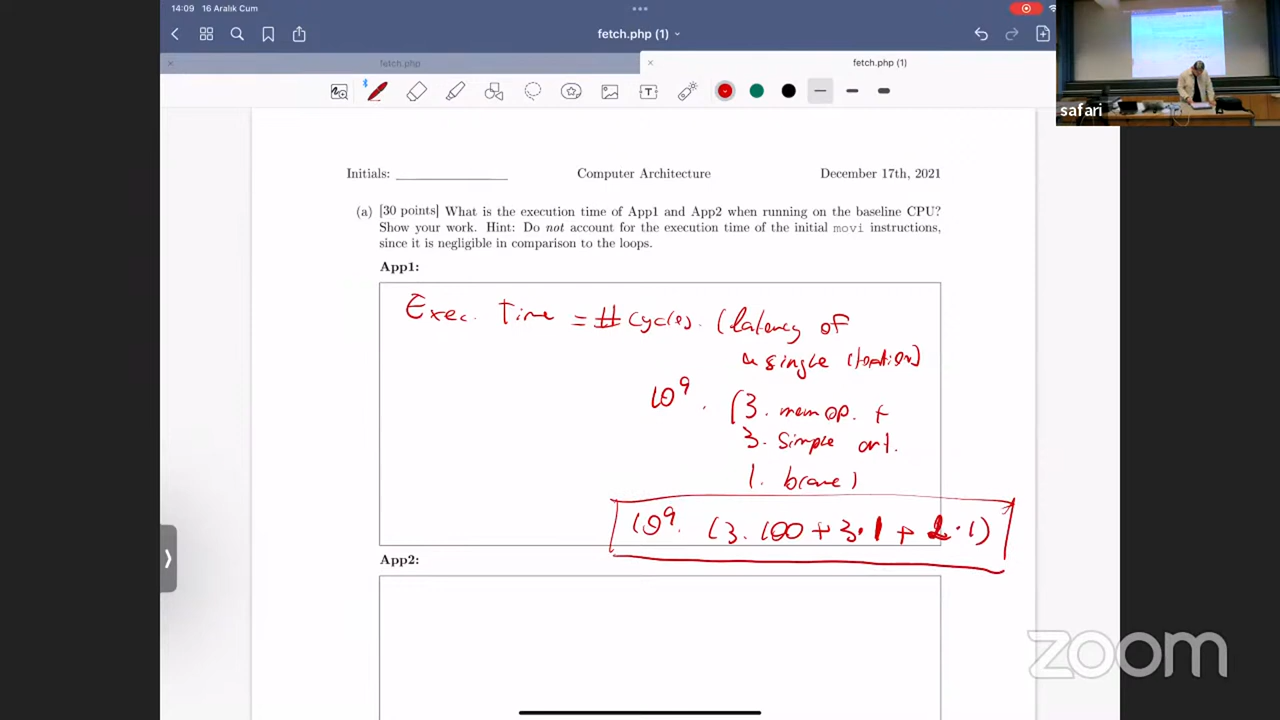 14:09 16 Aralık Cum
fetch.php (1)
fetch.php
fetch.php (1)
safari
Initials:
Computer Architecture
December 17th, 2021
(a) [30 points] What is the execution time of App1 and App2 when running on the baseline CPU?
Show your work. Hint: Do not account for the execution time of the initial movi instructions,
since it is negligible in comparison to the loops.
App1:
Exec. Time = # cycles. (latency of
a single iteration)
10⁹ . (3. mem op. +
3. simple art.
1. branc)
10⁹. (3. 100 + 3.1 + 2.1)
App2:
zoom